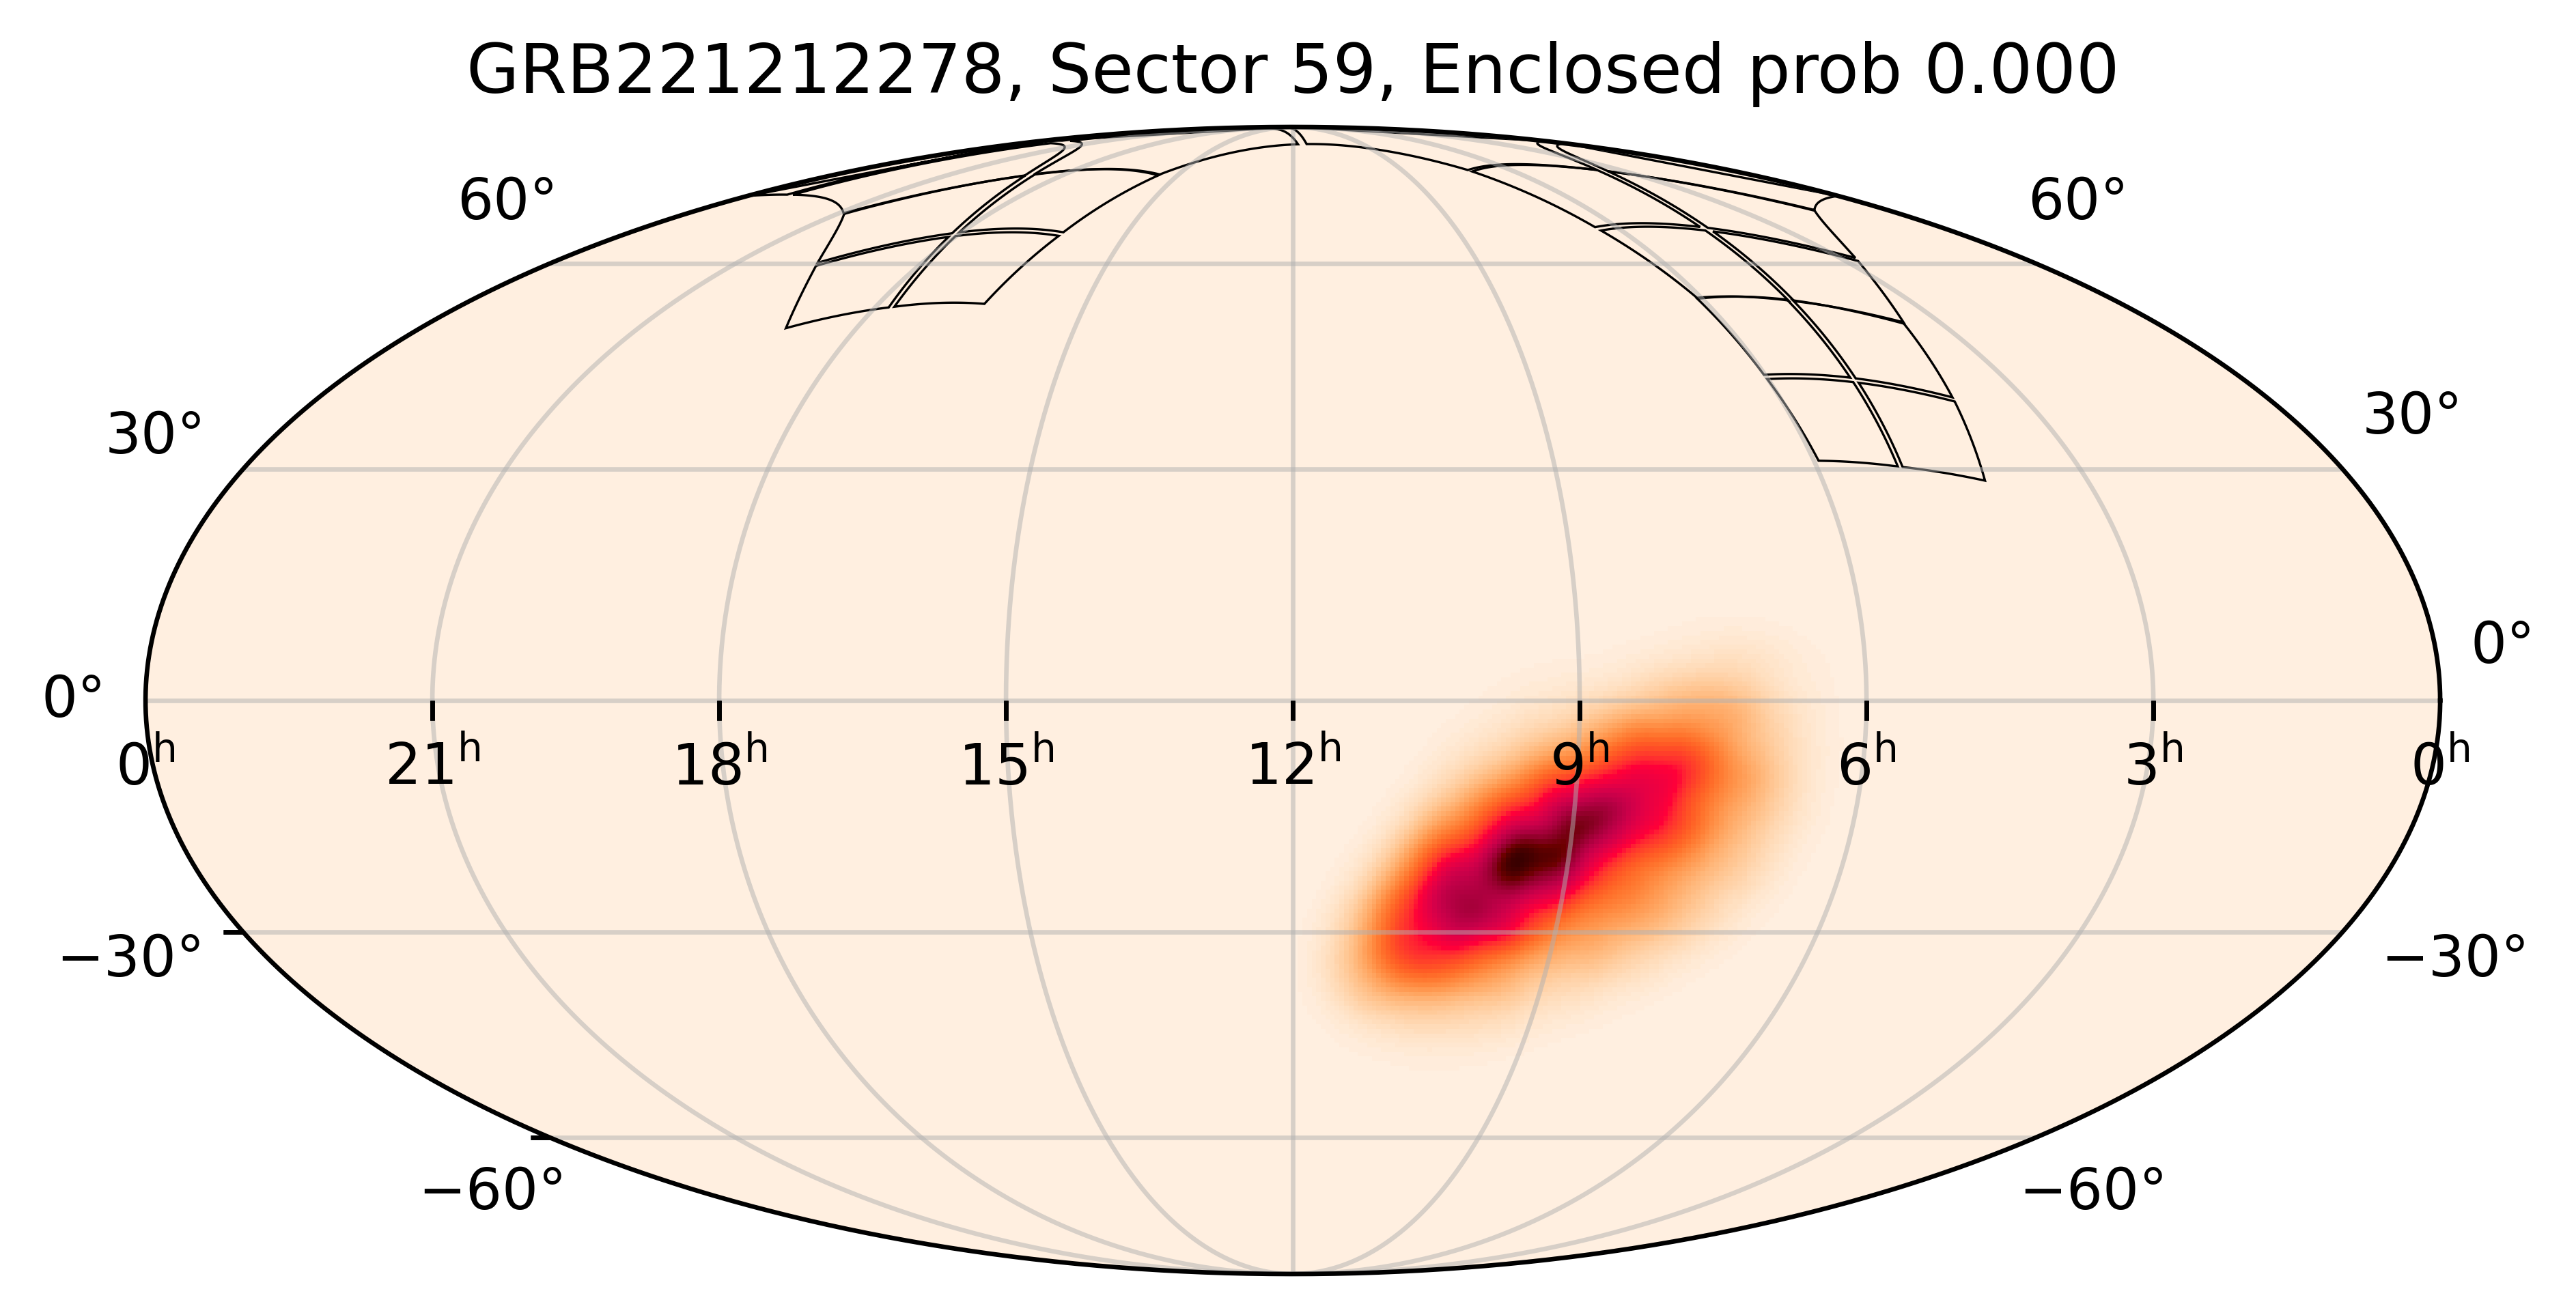 GRB221212278, Sector 59, Enclosed prob 0.000
60° 60°
30° 30°
0° 0°
0ʰ 21ʰ 18ʰ 15ʰ 12ʰ 9ʰ 6ʰ 3ʰ 0ʰ
−30° −30°
−60° −60°